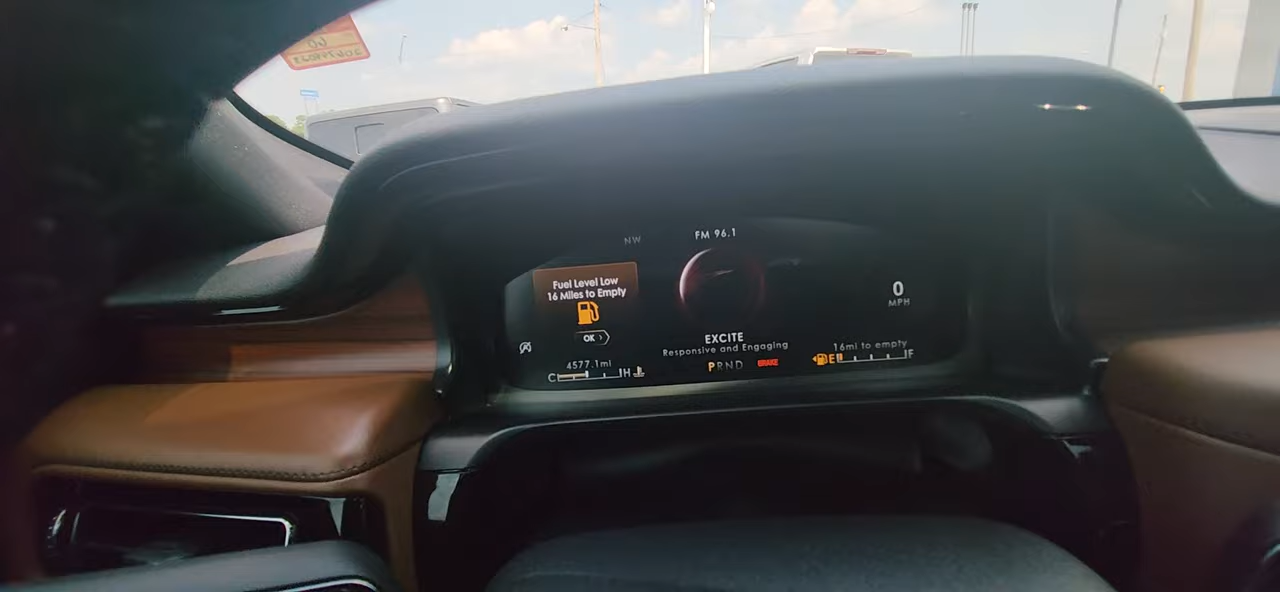 NW
FM 96.1
Fuel Level Low
16 Miles to Empty
OK
0
MPH
EXCITE
Responsive and Engaging
4577.1mi
16mi to empty
C
H
PRND
BRAKE
E
F